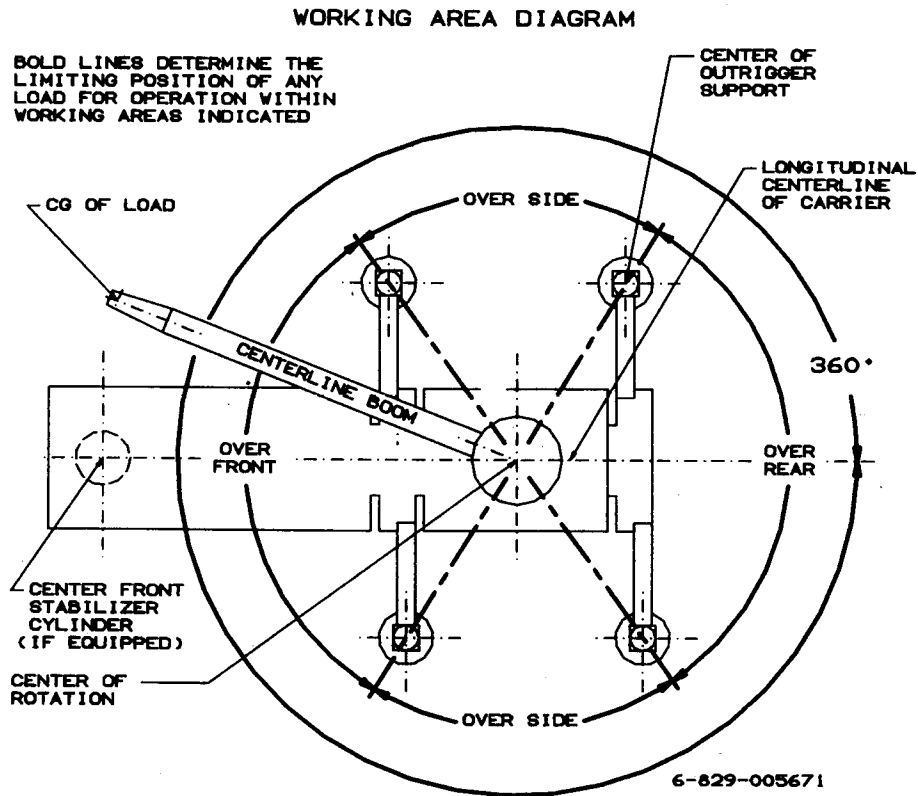 WORKING AREA DIAGRAM
BOLD LINES DETERMINE THE
LIMITING POSITION OF ANY
LOAD FOR OPERATION WITHIN
WORKING AREAS INDICATED
CENTER OF
OUTRIGGER
SUPPORT
LONGITUDINAL
CENTERLINE
OF CARRIER
CG OF LOAD
OVER SIDE
CENTERLINE BOOM
360°
OVER
FRONT
OVER
REAR
CENTER FRONT
STABILIZER
CYLINDER
(IF EQUIPPED)
CENTER OF
ROTATION
OVER SIDE
6-829-005671